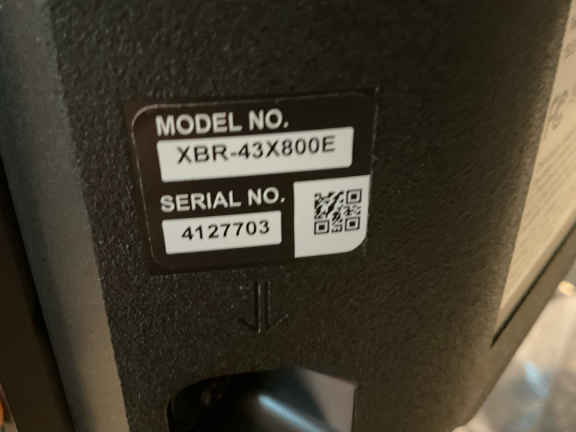 MODEL NO.
XBR-43X800E
SERIAL NO.
4127703